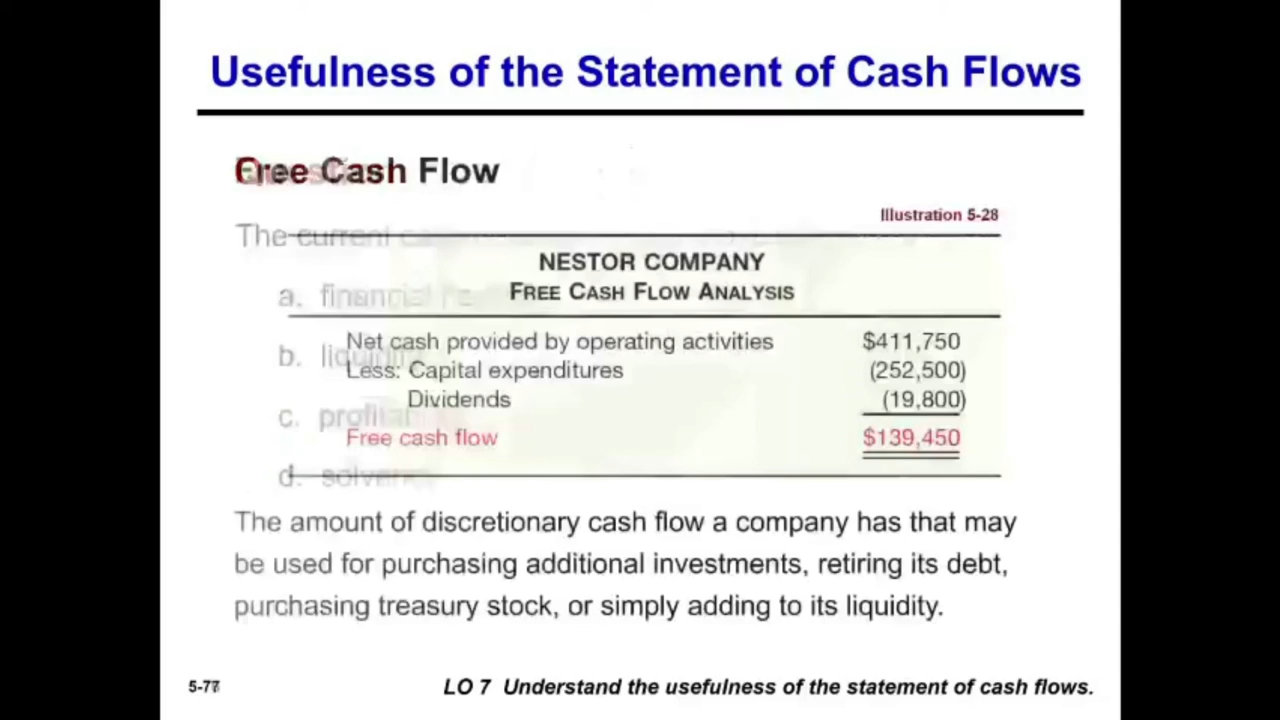 Usefulness of the Statement of Cash Flows
Free Cash Flow
Illustration 5-28
The current
NESTOR COMPANY
FREE CASH FLOW ANALYSIS
a. financial
Net cash provided by operating activities $411,750
b. liquidity
Less: Capital expenditures (252,500)
Dividends (19,800)
c.
Free cash flow $139,450
d.
The amount of discretionary cash flow a company has that may
be used for purchasing additional investments, retiring its debt,
purchasing treasury stock, or simply adding to its liquidity.
LO 7 Understand the usefulness of the statement of cash flows.